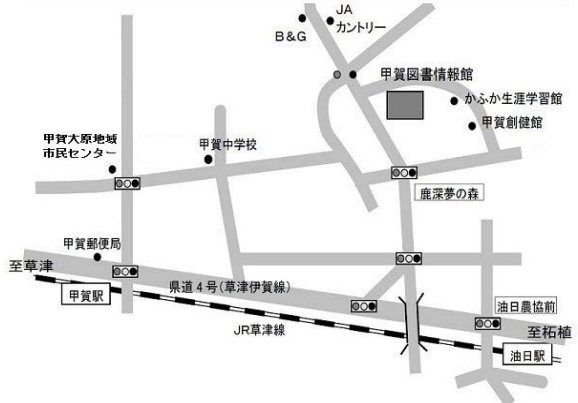 JA
カントリー
B&G
甲賀図書情報館
かふか生涯学習館
甲賀創健館
甲賀大原地域
市民センター
甲賀中学校
鹿深夢の森
甲賀郵便局
至草津
県道4号(草津伊賀線)
甲賀駅
油日農協前
至柘植
JR草津線
油日駅